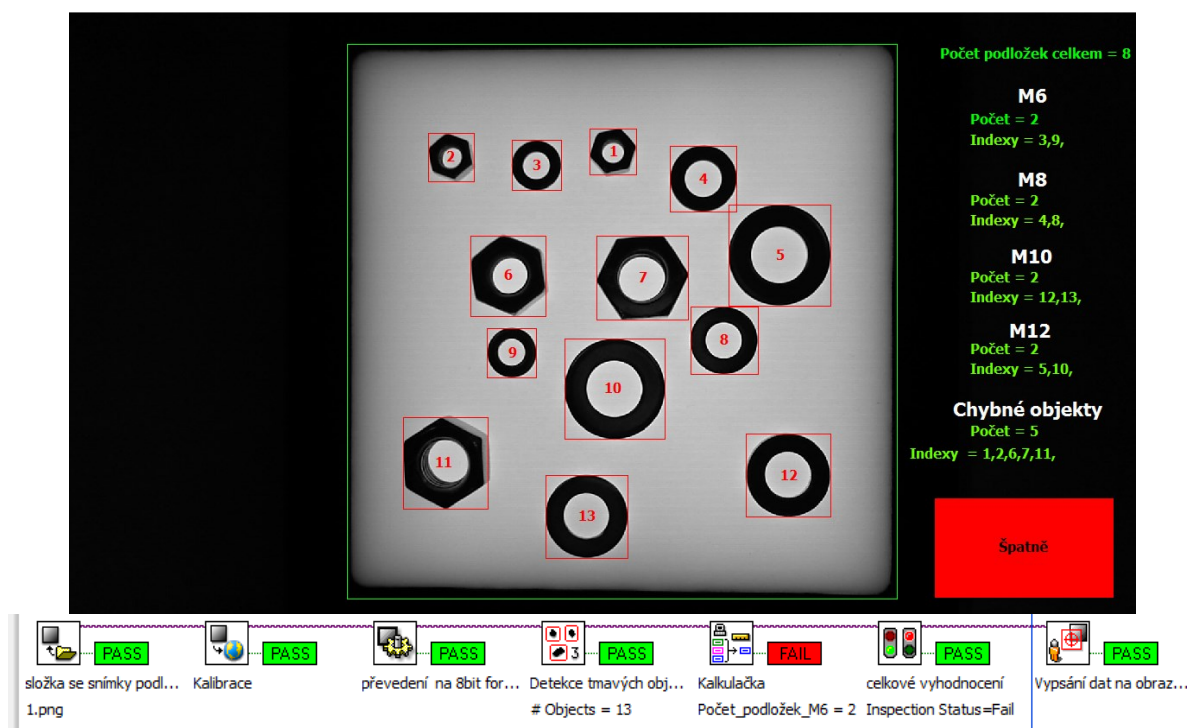 Počet podložek celkem = 8
M6
Počet = 2
Indexy = 3,9,
M8
Počet = 2
Indexy = 4,8,
M10
Počet = 2
Indexy = 12,13,
M12
Počet = 2
Indexy = 5,10,
Chybné objekty
Počet = 5
Indexy = 1,2,6,7,11,
Špatně
1
2
3
4
5
6
7
8
9
10
11
12
13
3
PASS
PASS
PASS
PASS
FAIL
PASS
PASS
složka se snímky podl...
Kalibrace
převedení na 8bit for...
Detekce tmavých obj...
Kalkulačka
celkové vyhodnocení
Vypsání dat na obraz...
1.png
# Objects = 13
Počet_podložek_M6 = 2
Inspection Status=Fail